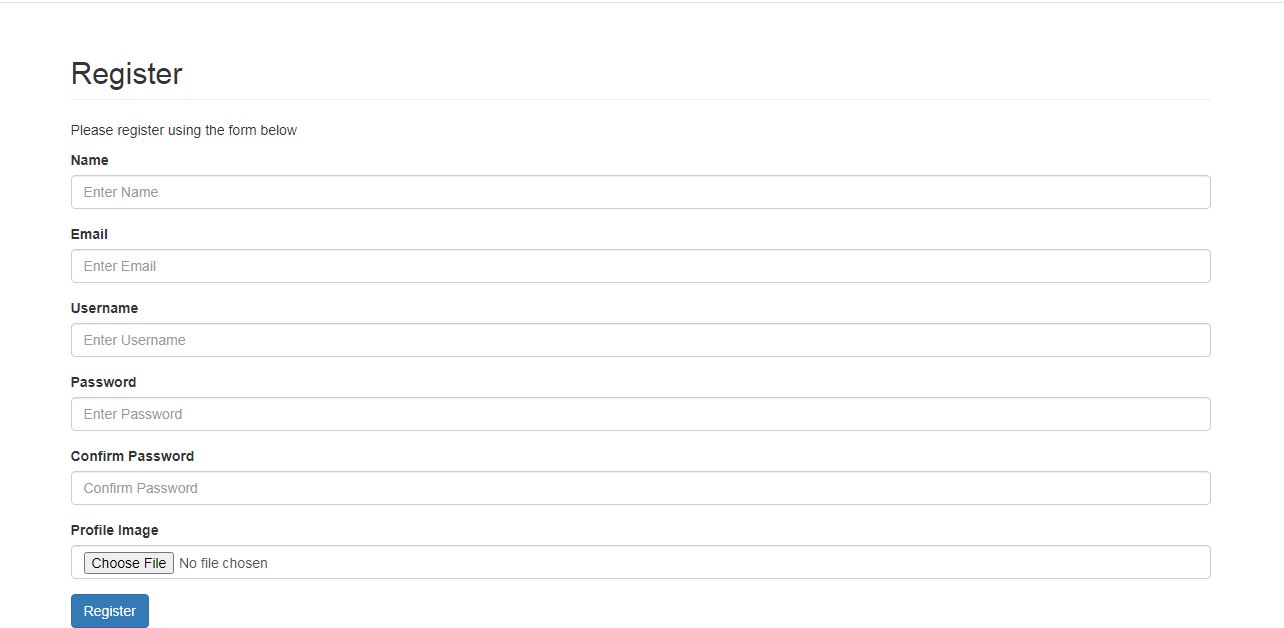 Register
Please register using the form below
Name
Enter Name
Email
Enter Email
Username
Enter Username
Password
Enter Password
Confirm Password
Confirm Password
Profile Image
Choose File No file chosen
Register